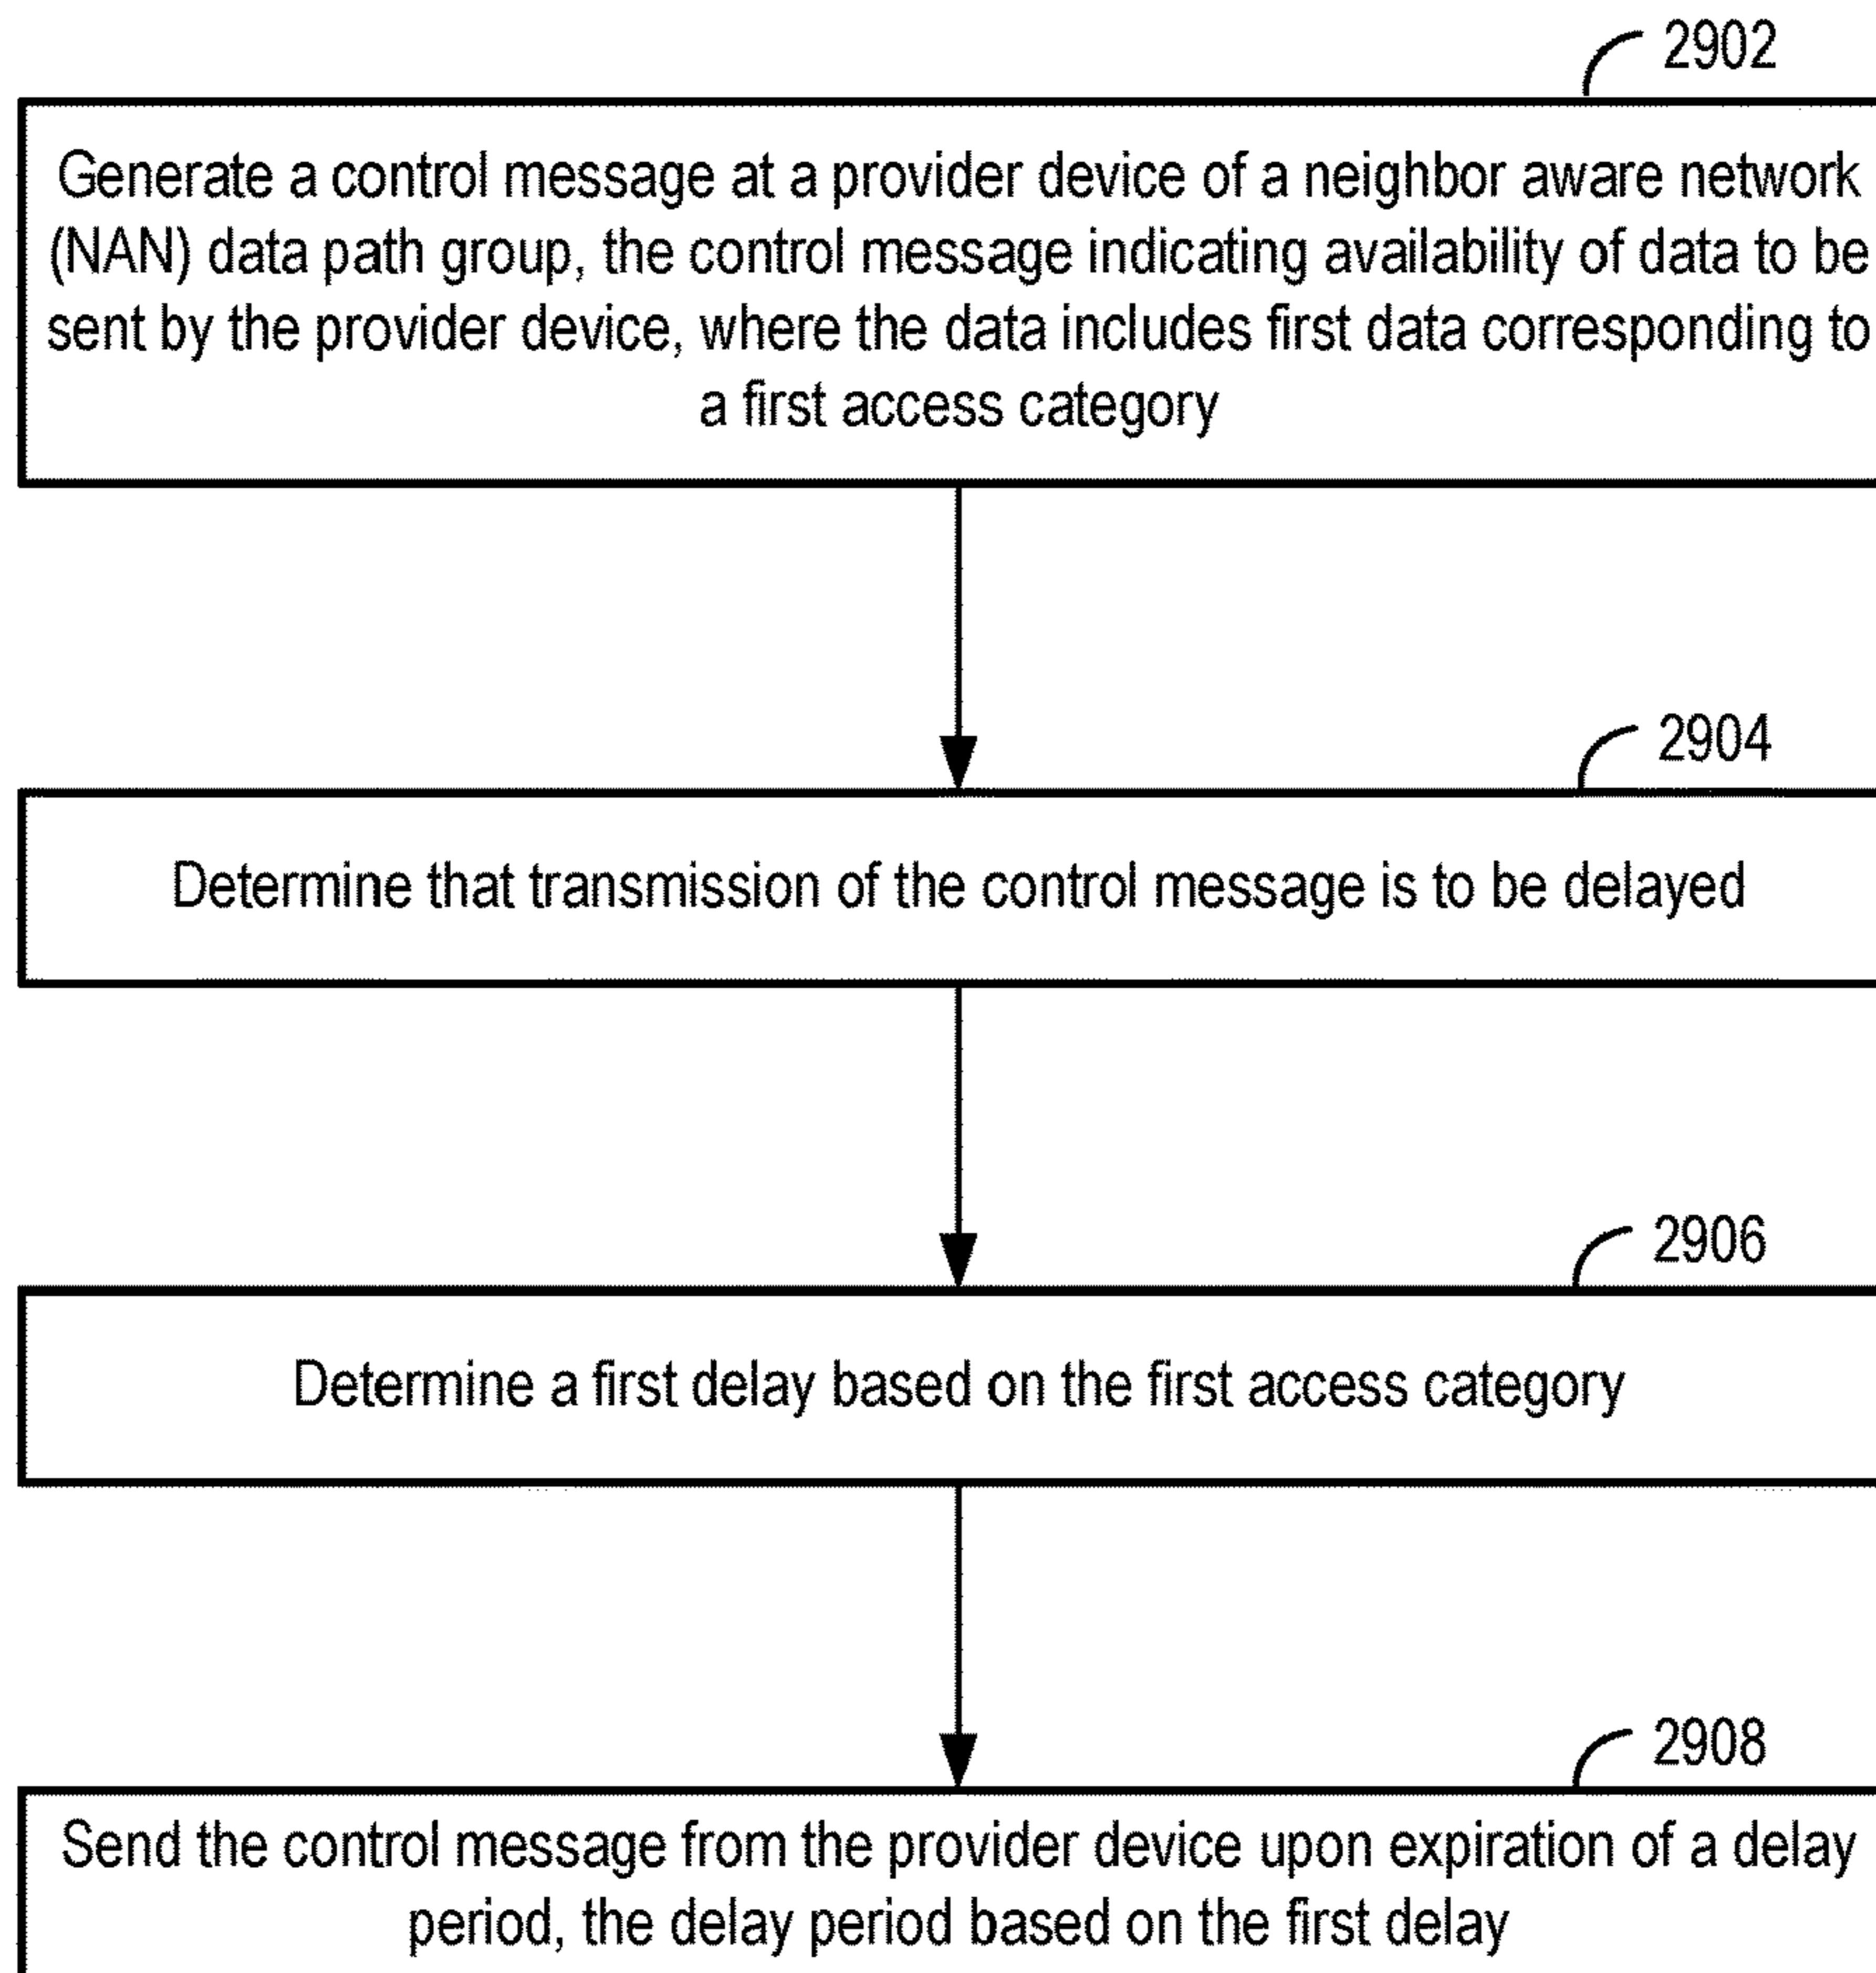 2902
Generate a control message at a provider device of a neighbor aware network
(NAN) data path group, the control message indicating availability of data to be
sent by the provider device, where the data includes first data corresponding to
a first access category
2904
Determine that transmission of the control message is to be delayed
2906
Determine a first delay based on the first access category
2908
Send the control message from the provider device upon expiration of a delay
period, the delay period based on the first delay